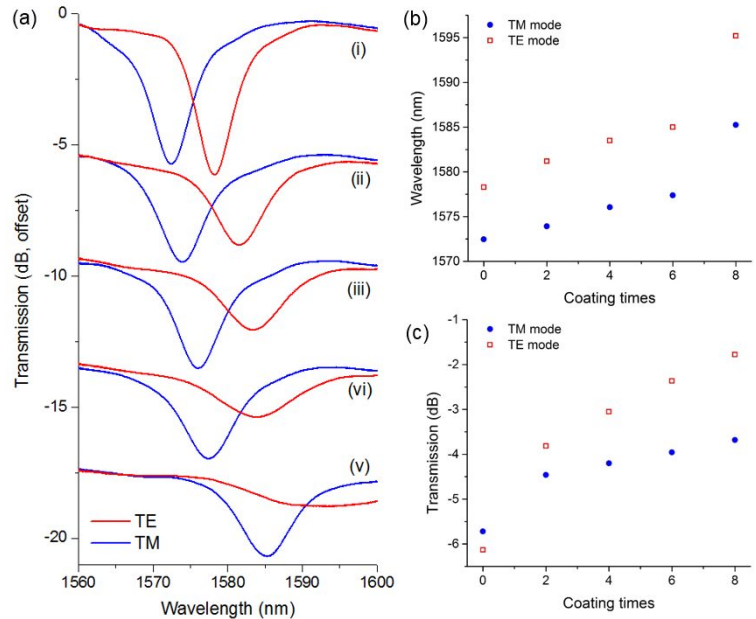 (a)
0
-5
-10
-15
-20
Transmission (dB, offset)
(i)
(ii)
(iii)
(vi)
(v)
TE
TM
1560 1570 1580 1590 1600
Wavelength (nm)
(b)
TM mode
TE mode
1595
1590
1585
1580
1575
1570
Wavelength (nm)
0 2 4 6 8
Coating times
(c)
TM mode
TE mode
-1
-2
-3
-4
-5
-6
Transmission (dB)
0 2 4 6 8
Coating times